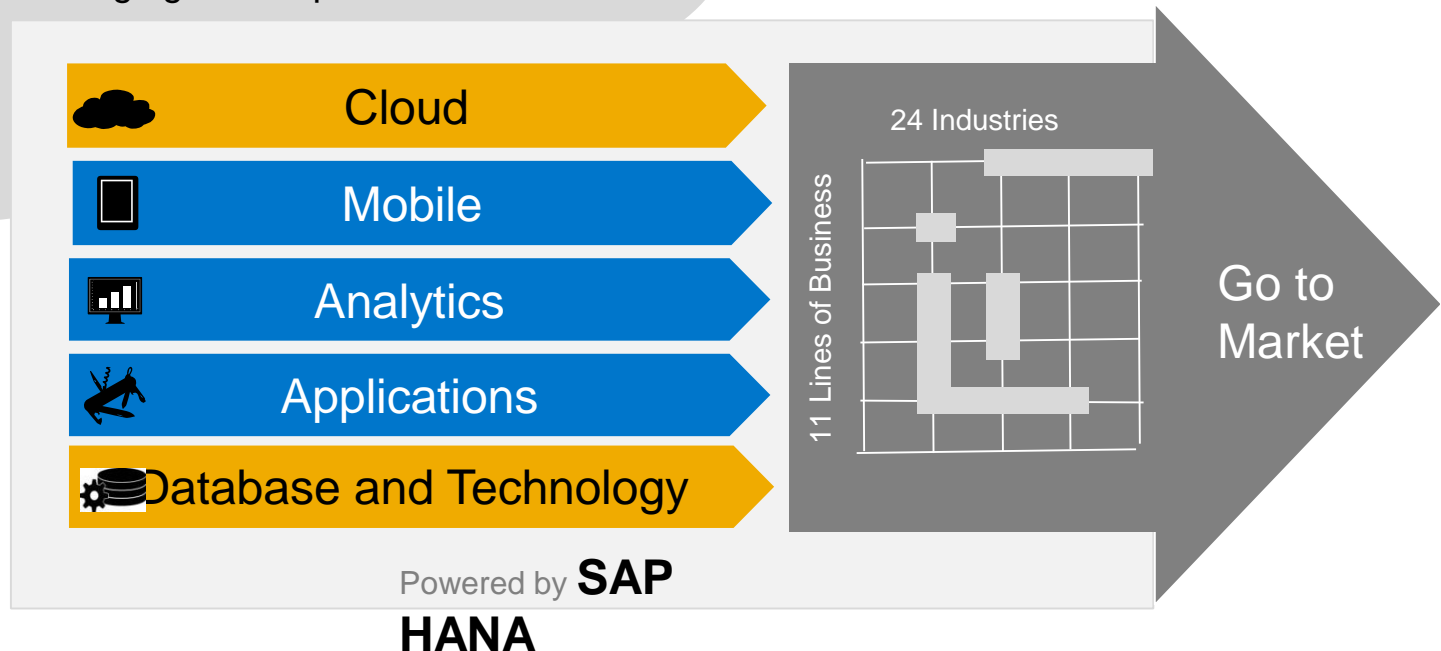 Cloud
Mobile
Analytics
Applications
Database and Technology
Powered by SAP
HANA
24 Industries
11 Lines of Business
Go to
Market